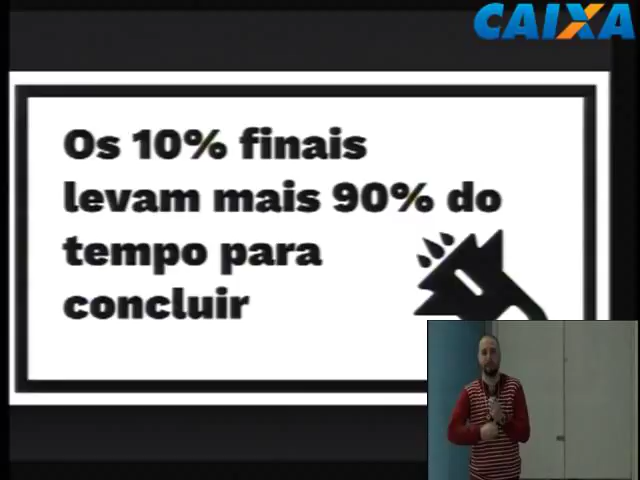 CAIXA
Os 10% finais
levam mais 90% do
tempo para
concluir